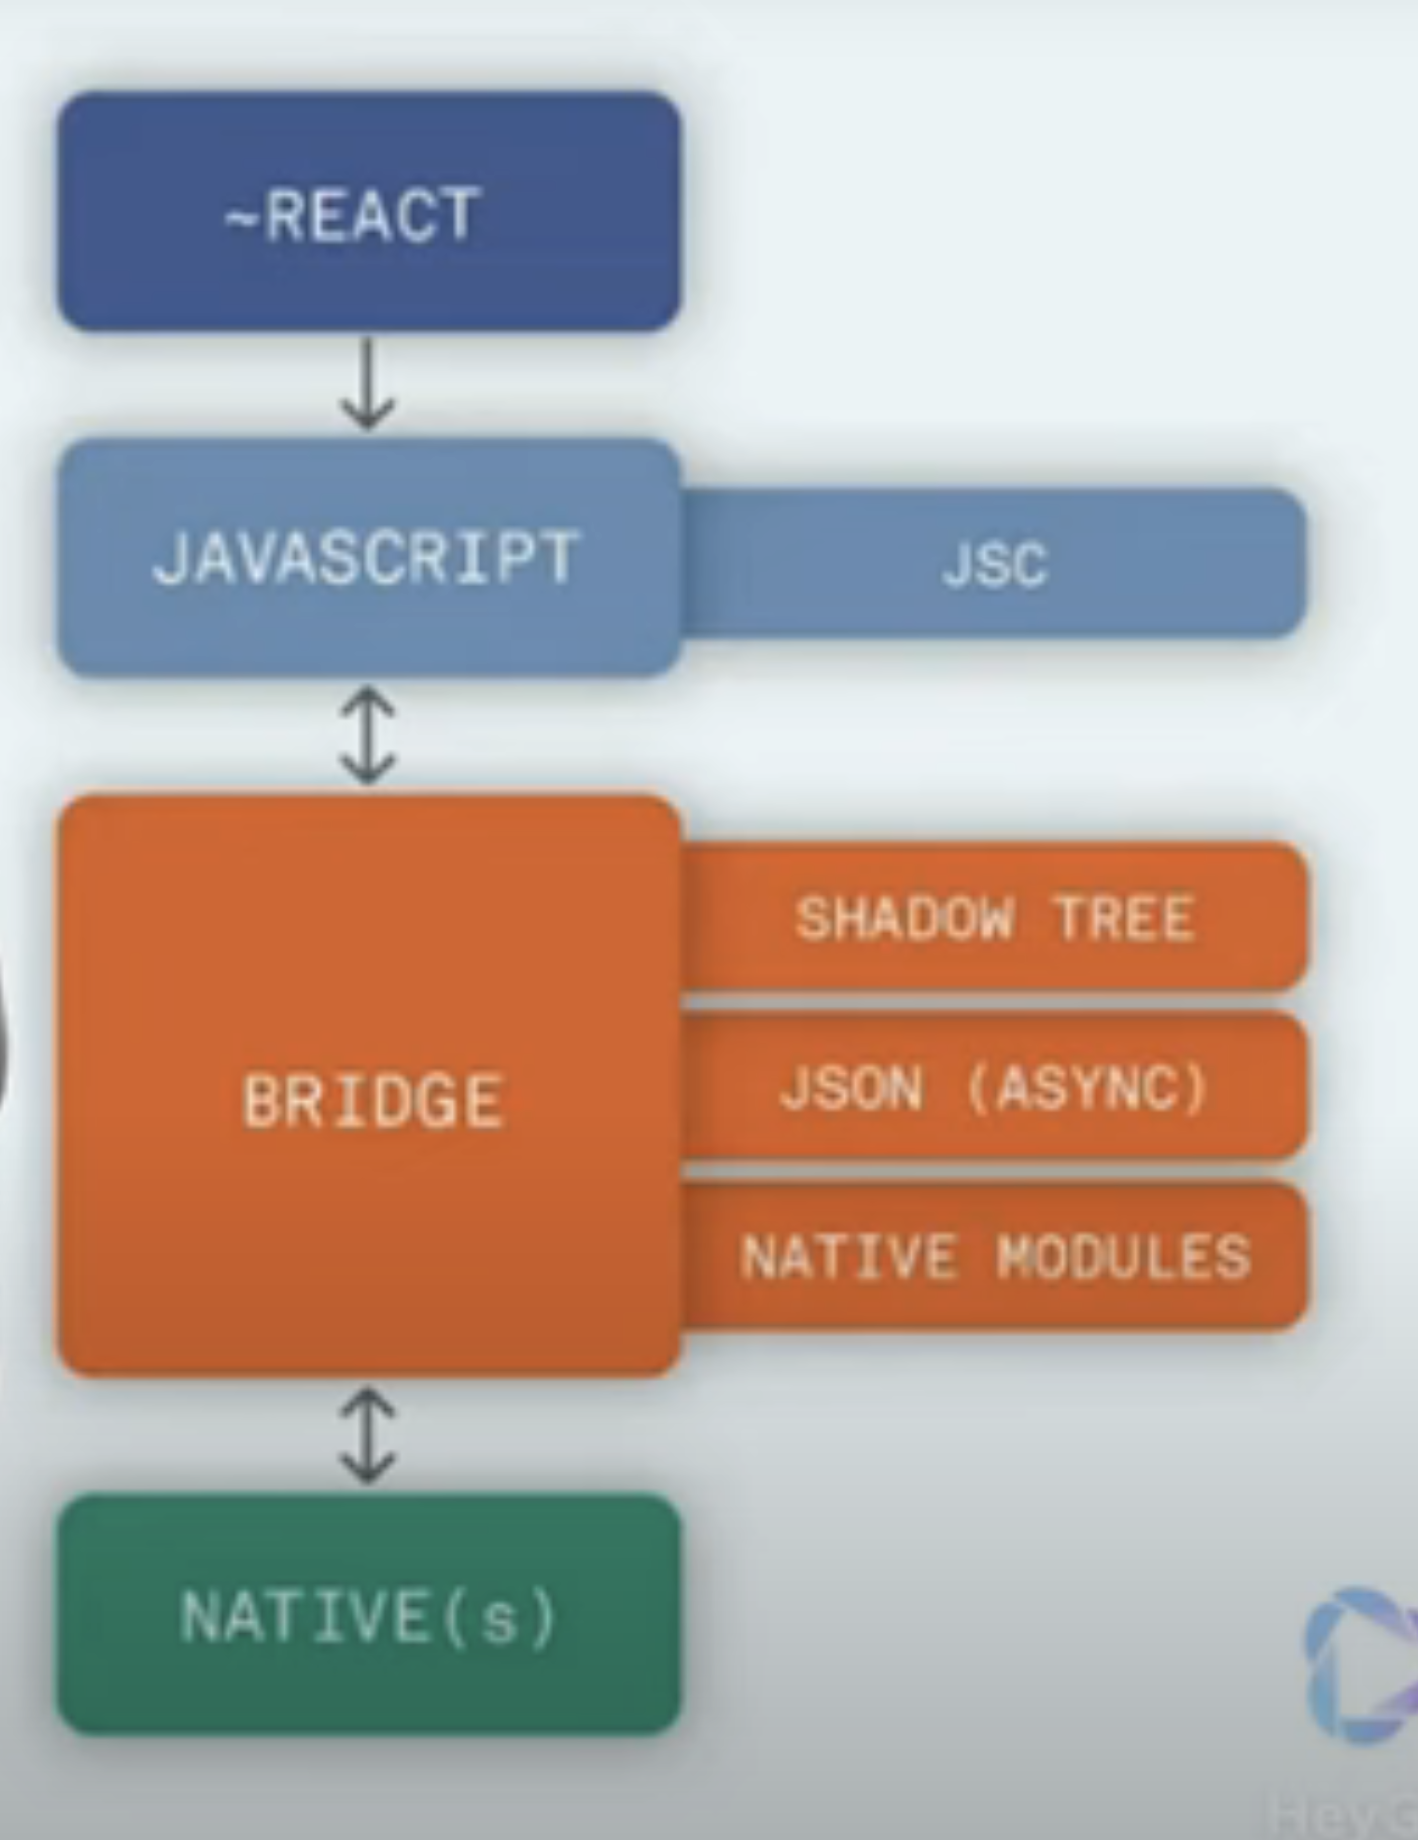 ~REACT
JAVASCRIPT
JSC
BRIDGE
SHADOW TREE
JSON (ASYNC)
NATIVE MODULES
NATIVE(s)